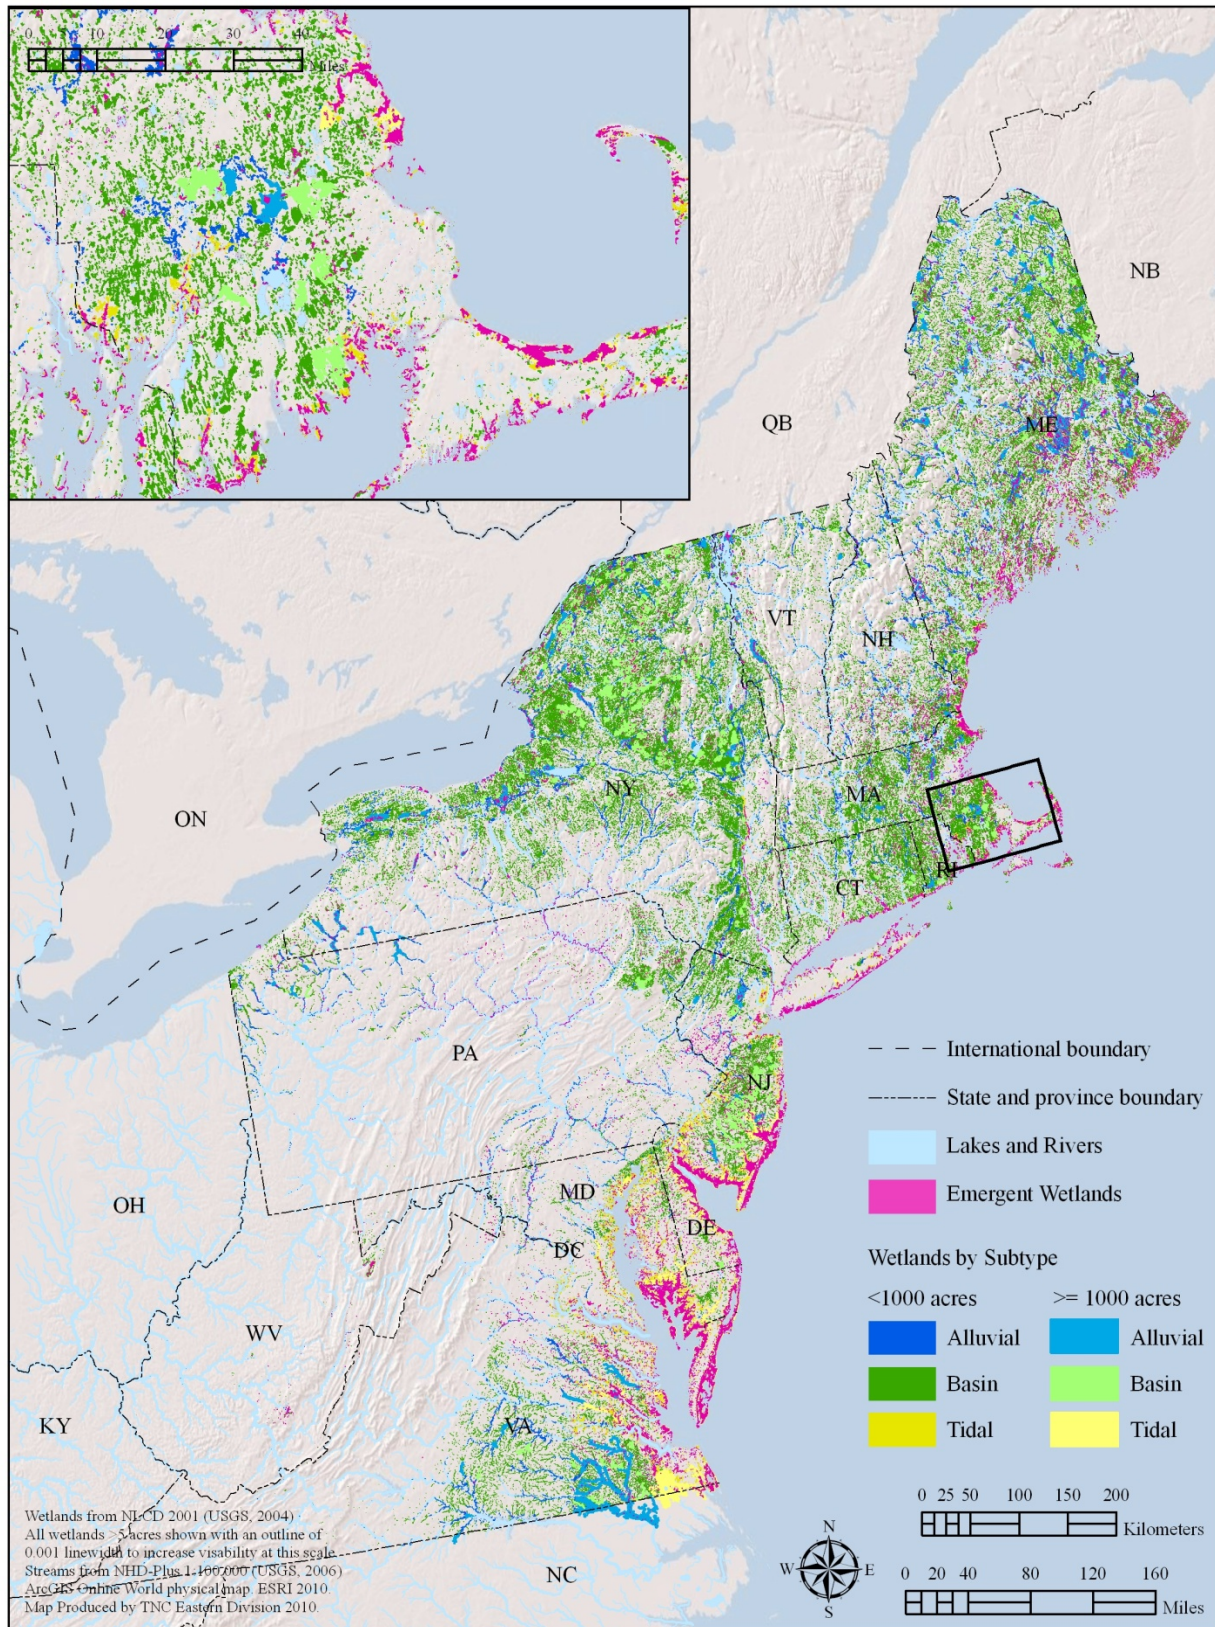 0 5 10 20 30 40
Miles
NB
QB
ME
VT
NH
ON
NY
MA
CT
RI
PA
NJ
OH
MD
DE
DC
WV
KY
VA
NC
International boundary
State and province boundary
Lakes and Rivers
Emergent Wetlands
Wetlands by Subtype
<1000 acres >= 1000 acres
Alluvial Alluvial
Basin Basin
Tidal Tidal
Wetlands from NLCD 2001 (USGS, 2004)
All wetlands >5 acres shown with an outline of
0.001 linewidth to increase visability at this scale
Streams from NHD-Plus 1:100,000 (USGS, 2006)
ArcGIS Online World physical map. ESRI 2010.
Map Produced by TNC Eastern Division 2010.
N
W E
S
0 25 50 100 150 200
Kilometers
0 20 40 80 120 160
Miles